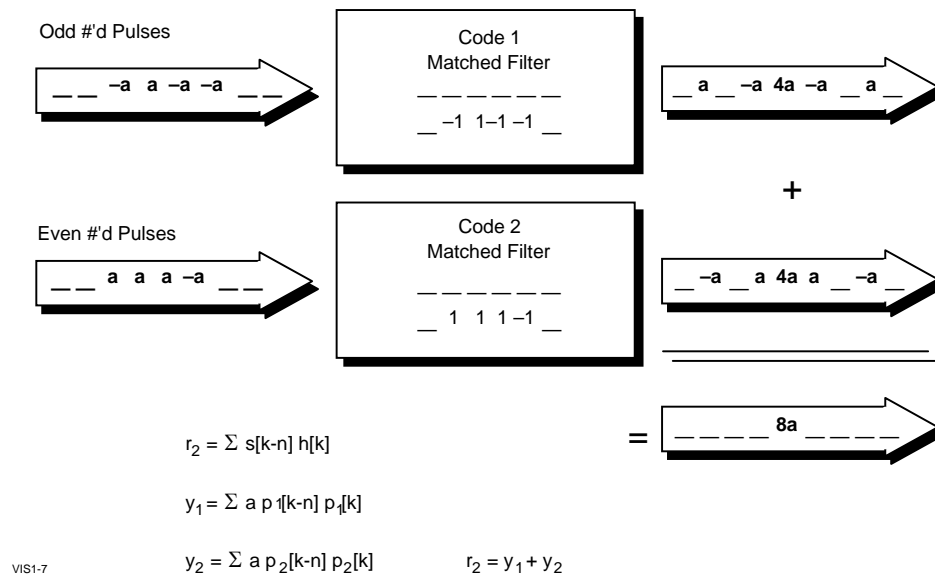 Odd #'d Pulses
__ __ –a a –a –a __ __
Code 1
Matched Filter
__ __ __ __ __ __
__ –1 1–1 –1 __
__ a __ –a 4a –a __ a __
+
Even #'d Pulses
__ __ a a a –a __ __
Code 2
Matched Filter
__ __ __ __ __ __
__ 1 1 1 –1 __
__ –a __ a 4a a __ –a __
= __ __ __ __ 8a __ __ __ __
r2 = Σ s[k-n] h[k]
y1 = Σ a p1[k-n] p1[k]
y2 = Σ a p2[k-n] p2[k] r2 = y1 + y2
VIS1-7